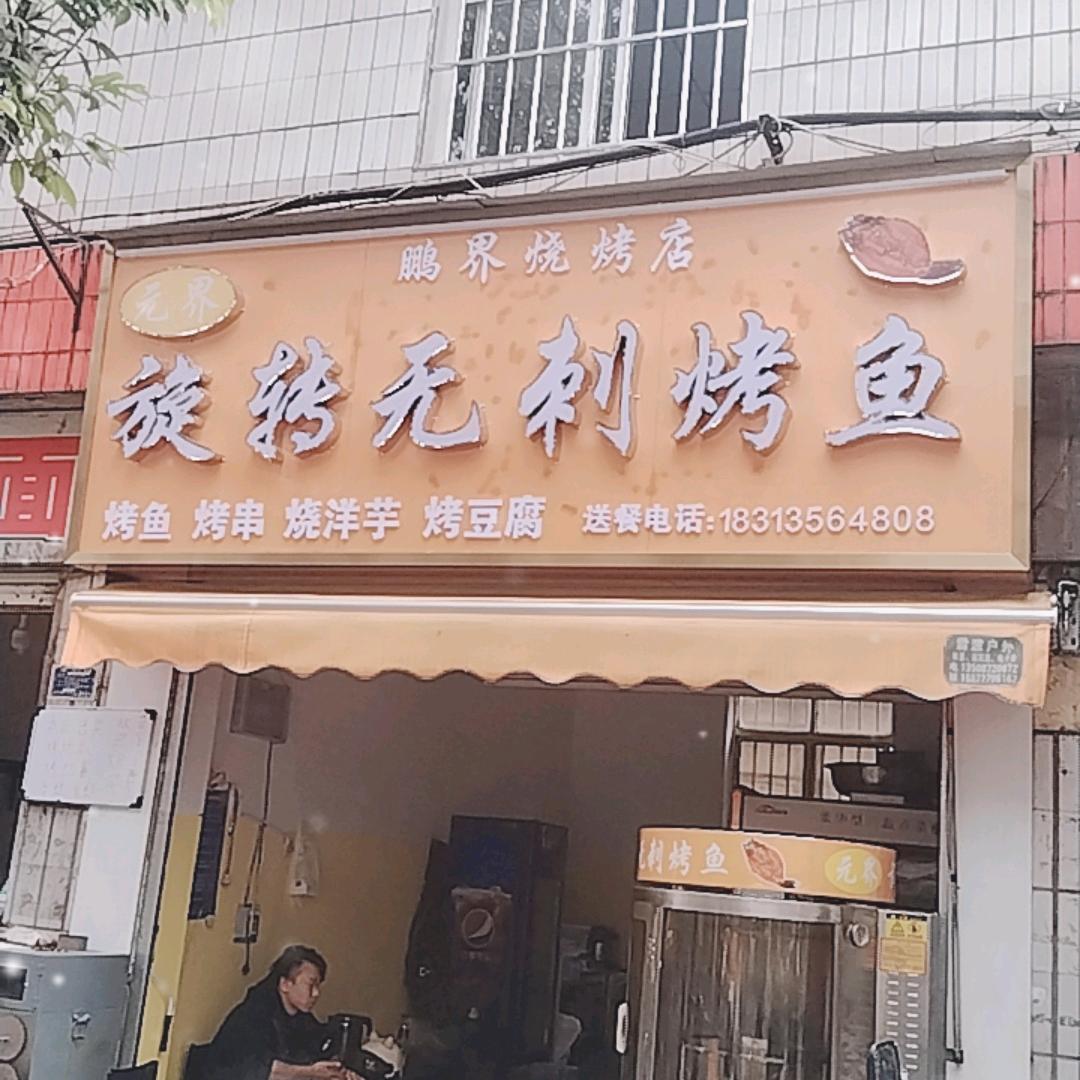 鹏界烧烤店
元界
旋转无刺烤鱼
烤鱼 烤串 烧洋芋 烤豆腐 送餐电话:18313564808
面
刺烤鱼 元界